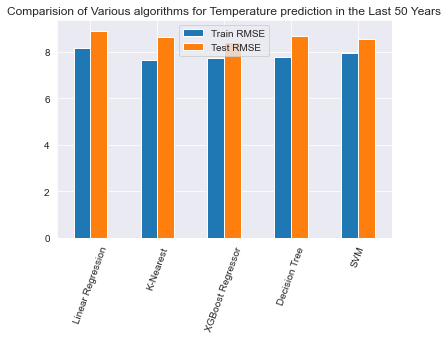 Comparision of Various algorithms for Temperature prediction in the Last 50 Years
Train RMSE
Test RMSE
8
6
4
2
0
Linear Regression
K-Nearest
XGBoost Regressor
Decision Tree
SVM